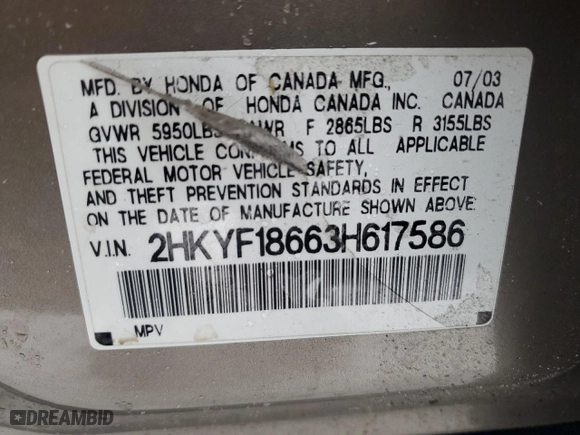 MFD. BY HONDA OF CANADA MFG., 07/03
A DIVISION OF HONDA CANADA INC. CANADA
GVWR 5950LBS F 2865LBS R 3155LBS
THIS VEHICLE TO ALL APPLICABLE
FEDERAL MOTOR VEHICLE SAFETY,
AND THEFT PREVENTION STANDARDS IN EFFECT
ON THE DATE OF MANUFACTURE SHOWN ABOVE.
V.I.N. 2HKYF18663H617586
MPV
DREAMBID